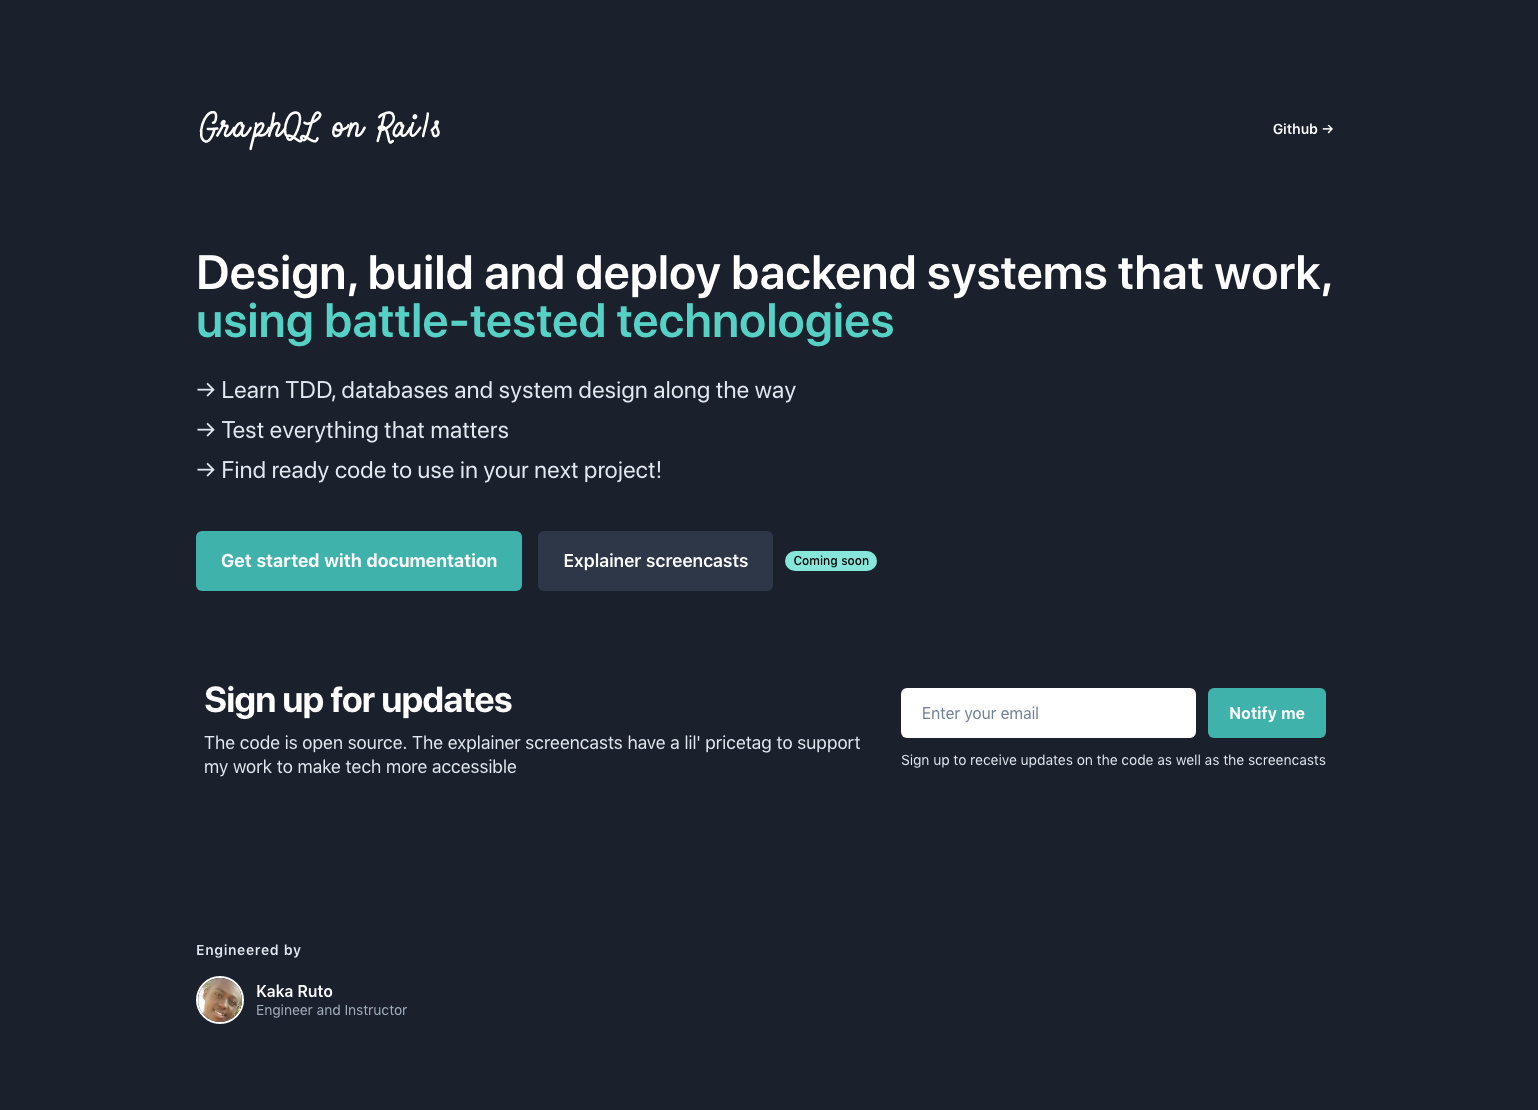 GraphQL on Rails
Github →
Design, build and deploy backend systems that work,
using battle-tested technologies
→ Learn TDD, databases and system design along the way
→ Test everything that matters
→ Find ready code to use in your next project!
Get started with documentation
Explainer screencasts
Coming soon
Sign up for updates
The code is open source. The explainer screencasts have a lil' pricetag to support
my work to make tech more accessible
Enter your email
Notify me
Sign up to receive updates on the code as well as the screencasts
Engineered by
Kaka Ruto
Engineer and Instructor